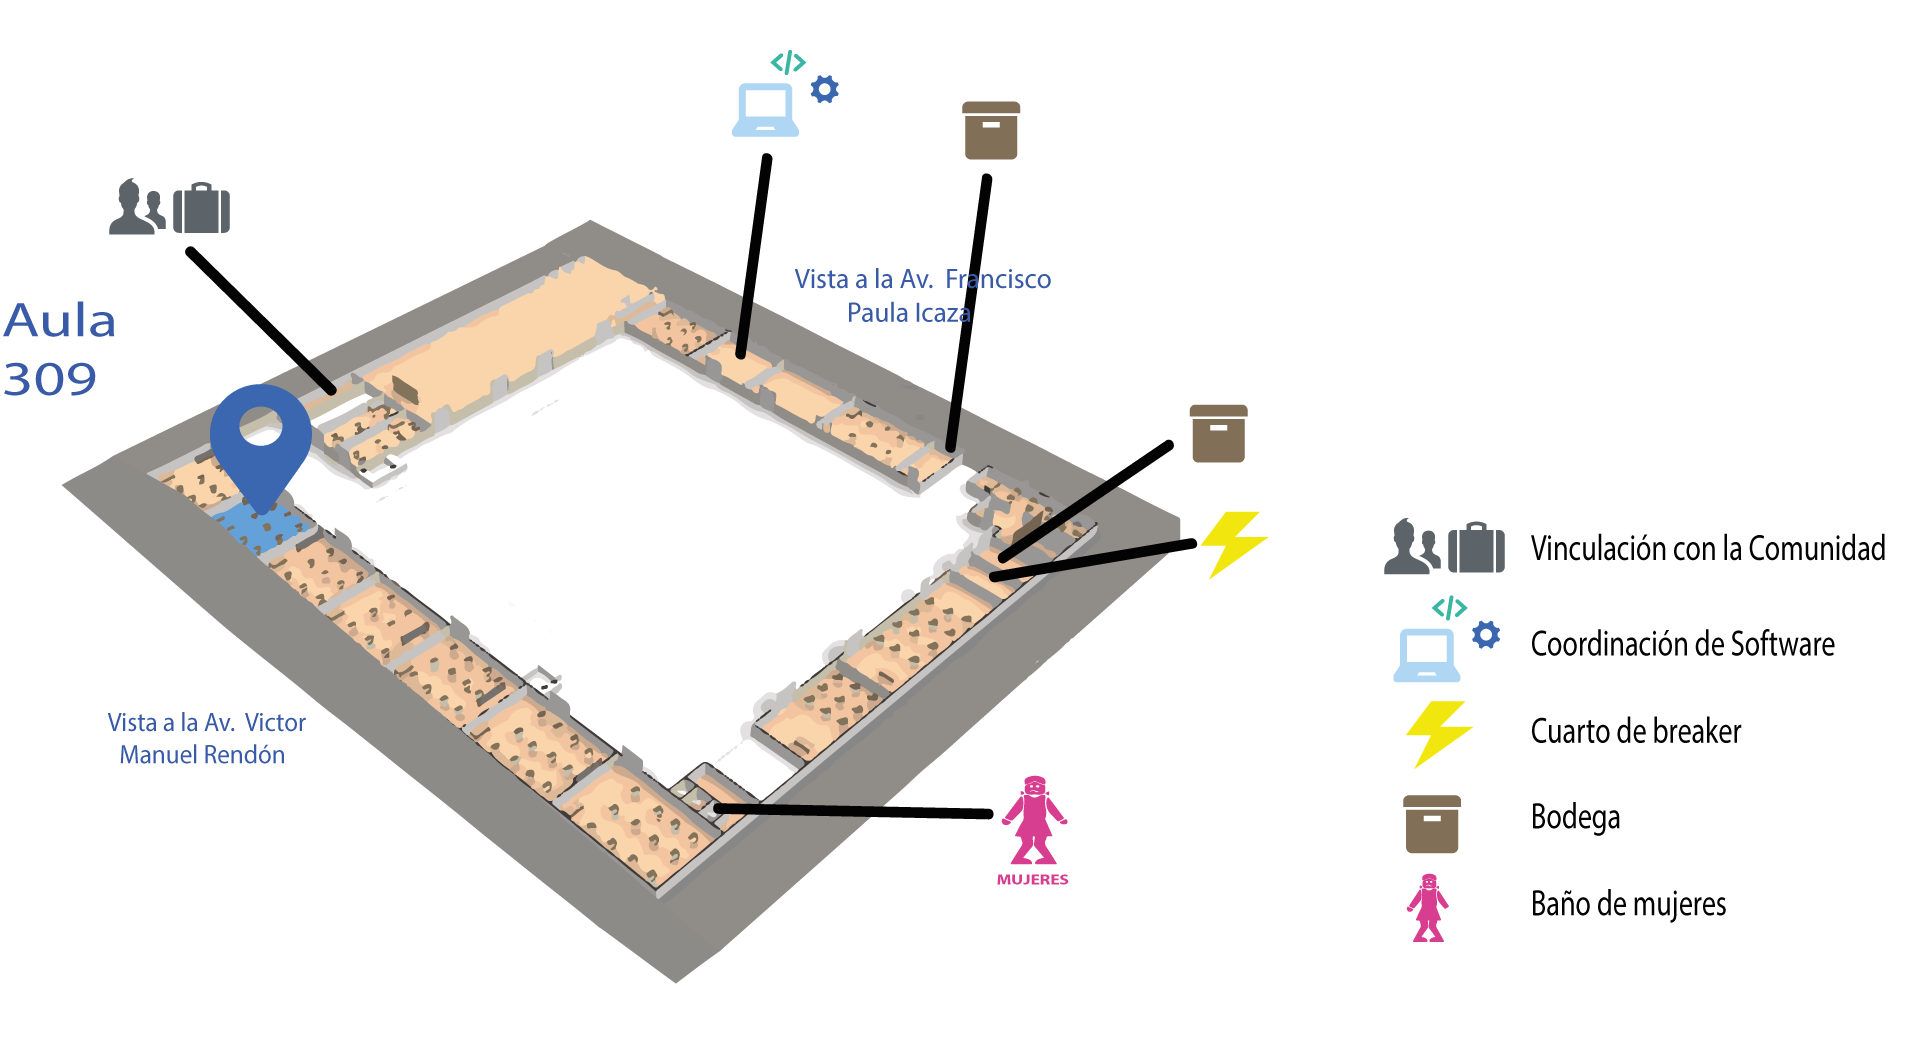 </>
Vista a la Av. Francisco
Paula Icaza
Aula
309
Vista a la Av. Victor
Manuel Rendón
MUJERES
Vinculación con la Comunidad
</>
Coordinación de Software
Cuarto de breaker
Bodega
Baño de mujeres